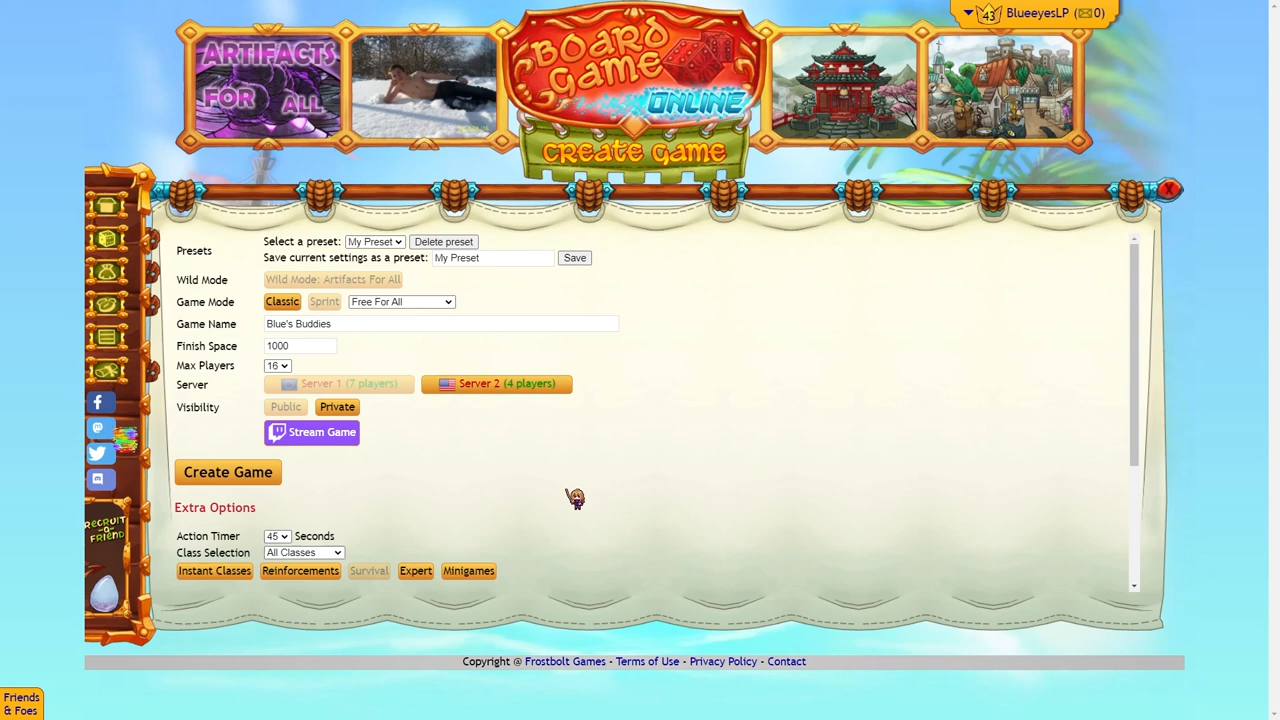 43 BlueeyesLP (0)
ARTIFACTS
FOR ALL
BOARD
GAME
ONLINE
CREATE GAME
X
Presets
Select a preset: My Preset Delete preset
Save current settings as a preset: My Preset Save
Wild Mode Wild Mode: Artifacts For All
Game Mode Classic Sprint Free For All
Game Name Blue's Buddies
Finish Space 1000
Max Players 16
Server Server 1 (7 players) Server 2 (4 players)
Visibility Public Private
Stream Game
Create Game
Extra Options
Action Timer 45 Seconds
Class Selection All Classes
Instant Classes Reinforcements Survival Expert Minigames
RECRUIT
-a-
FRIEND
Copyright @ Frostbolt Games - Terms of Use - Privacy Policy - Contact
Friends
& Foes